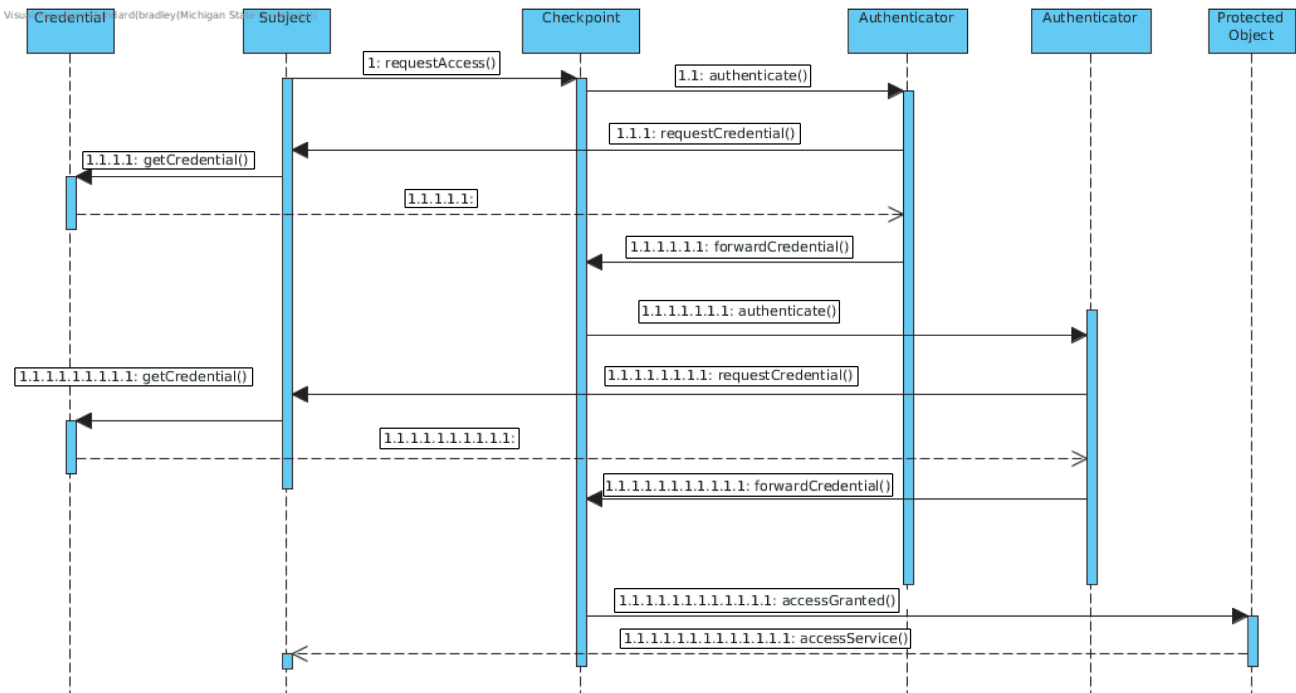 Credential
Subject
Checkpoint
Authenticator
Authenticator
Protected
Object
1: requestAccess()
1.1: authenticate()
1.1.1: requestCredential()
1.1.1.1: getCredential()
1.1.1.1.1:
1.1.1.1.1.1: forwardCredential()
1.1.1.1.1.1.1: authenticate()
1.1.1.1.1.1.1.1: requestCredential()
1.1.1.1.1.1.1.1.1: getCredential()
1.1.1.1.1.1.1.1.1.1:
1.1.1.1.1.1.1.1.1.1.1: forwardCredential()
1.1.1.1.1.1.1.1.1.1.1.1: accessGranted()
1.1.1.1.1.1.1.1.1.1.1.1.1: accessService()